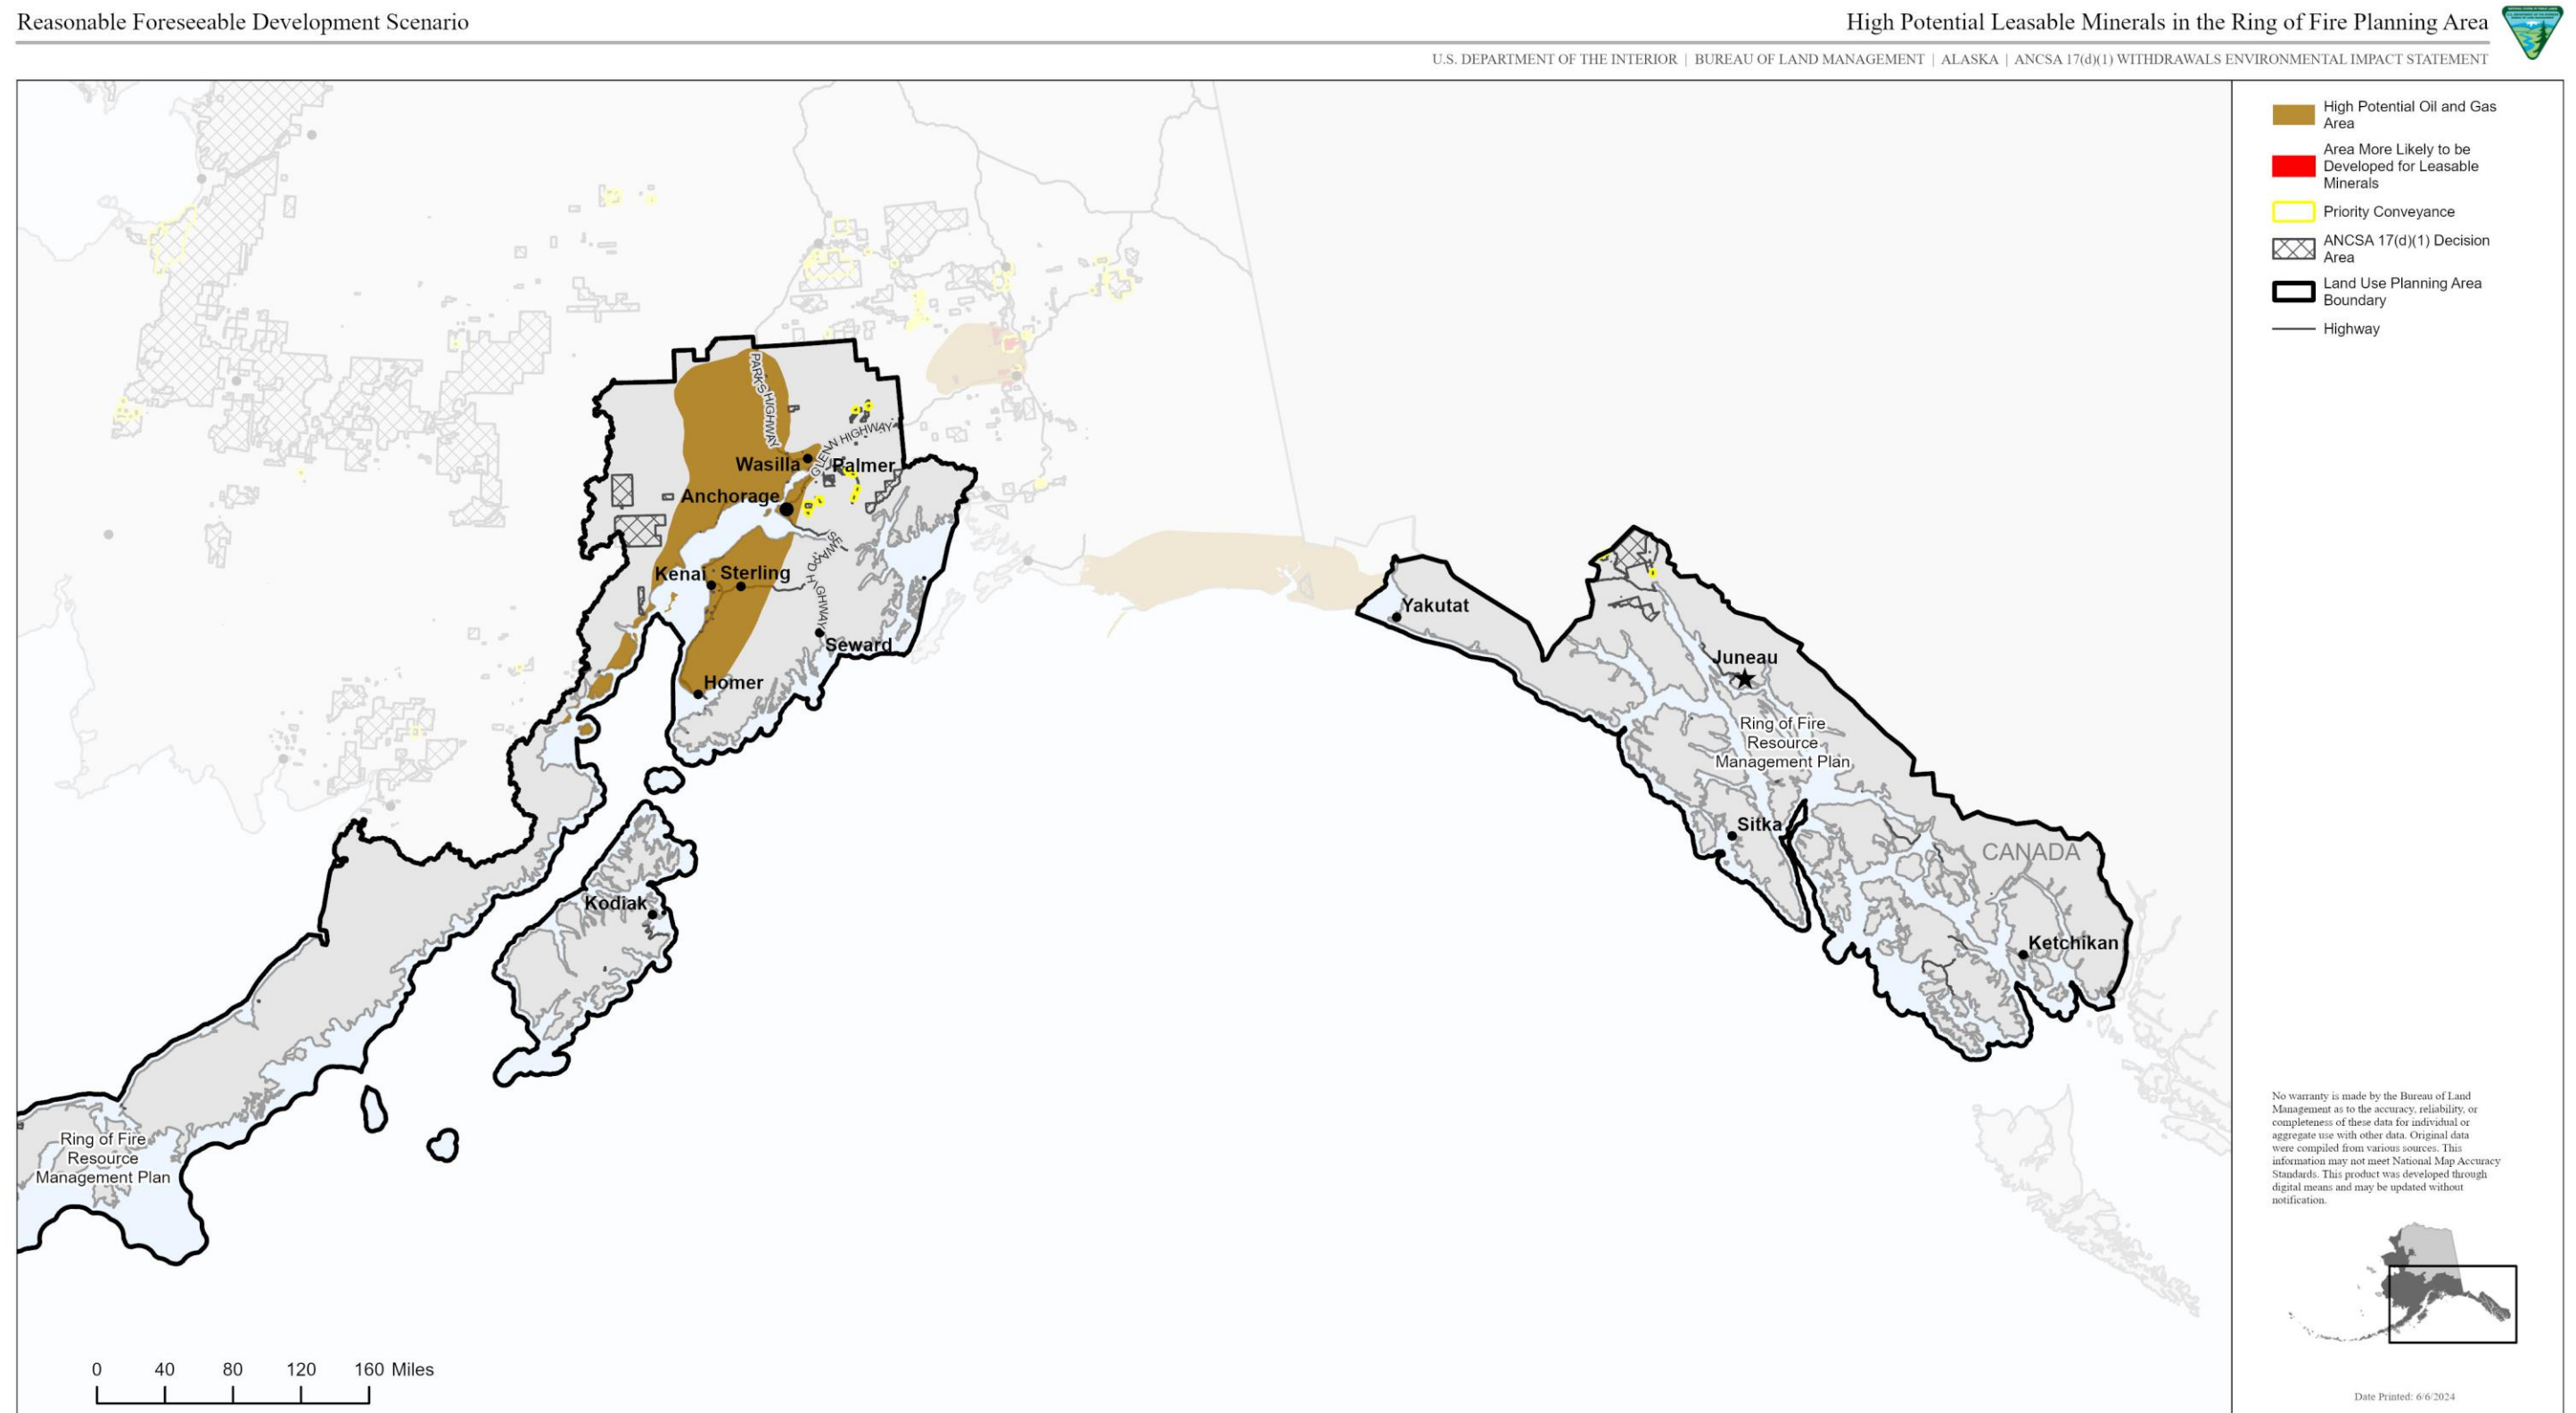 Reasonable Foreseeable Development Scenario
High Potential Leasable Minerals in the Ring of Fire Planning Area
U.S. DEPARTMENT OF THE INTERIOR | BUREAU OF LAND MANAGEMENT | ALASKA | ANCSA 17(d)(1) WITHDRAWALS ENVIRONMENTAL IMPACT STATEMENT
High Potential Oil and Gas
Area
Area More Likely to be
Developed for Leasable
Minerals
Priority Conveyance
ANCSA 17(d)(1) Decision
Area
Land Use Planning Area
Boundary
Highway
PARKS HIGHWAY
GLENN HIGHWAY
Wasilla
Palmer
Anchorage
SEWARD HIGHWAY
Kenai
Sterling
Seward
Homer
Kodiak
Yakutat
Juneau
Ring of Fire
Resource
Management Plan
Sitka
CANADA
Ketchikan
Ring of Fire
Resource
Management Plan
0 40 80 120 160 Miles
No warranty is made by the Bureau of Land
Management as to the accuracy, reliability, or
completeness of these data for individual or
aggregate use with other data. Original data
were compiled from various sources. This
information may not meet National Map Accuracy
Standards. This product was developed through
digital means and may be updated without
notification.
Date Printed: 6/6/2024